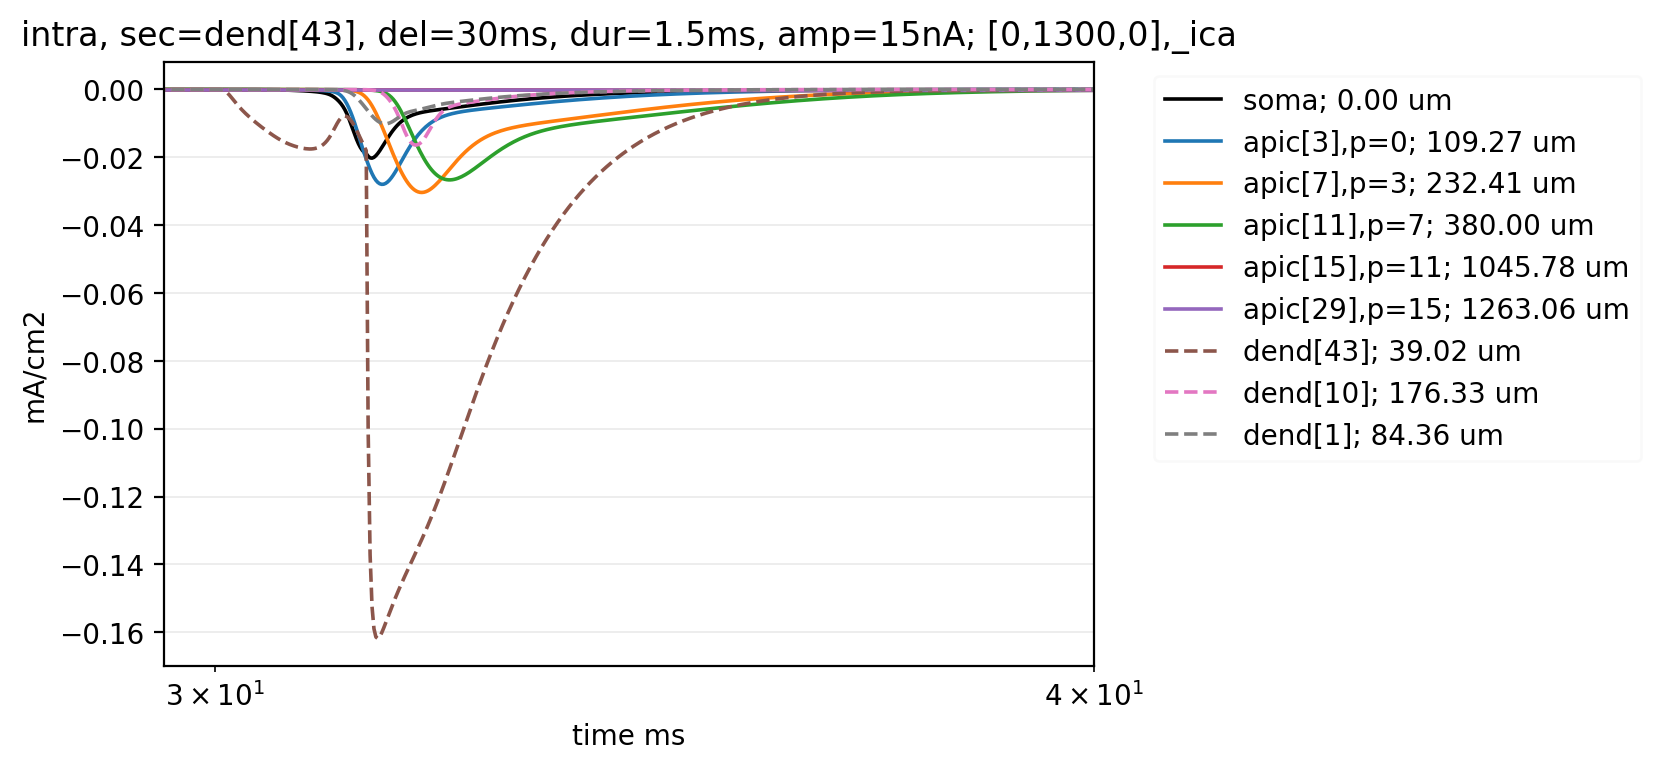 intra, sec=dend[43], del=30ms, dur=1.5ms, amp=15nA; [0,1300,0],_ica
0.00
−0.02
−0.04
−0.06
−0.08
−0.10
−0.12
−0.14
−0.16
mA/cm2
3 × 10¹
4 × 10¹
time ms
soma; 0.00 um
apic[3],p=0; 109.27 um
apic[7],p=3; 232.41 um
apic[11],p=7; 380.00 um
apic[15],p=11; 1045.78 um
apic[29],p=15; 1263.06 um
dend[43]; 39.02 um
dend[10]; 176.33 um
dend[1]; 84.36 um